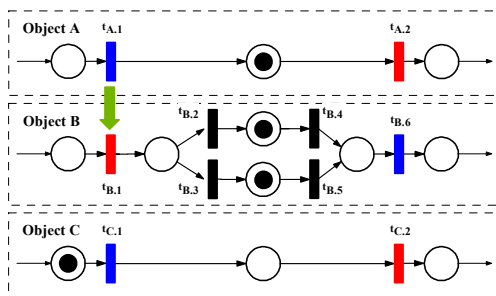 Object A
tA.1
tA.2
Object B
tB.2
tB.4
tB.6
tB.1
tB.3
tB.5
Object C
tC.1
tC.2